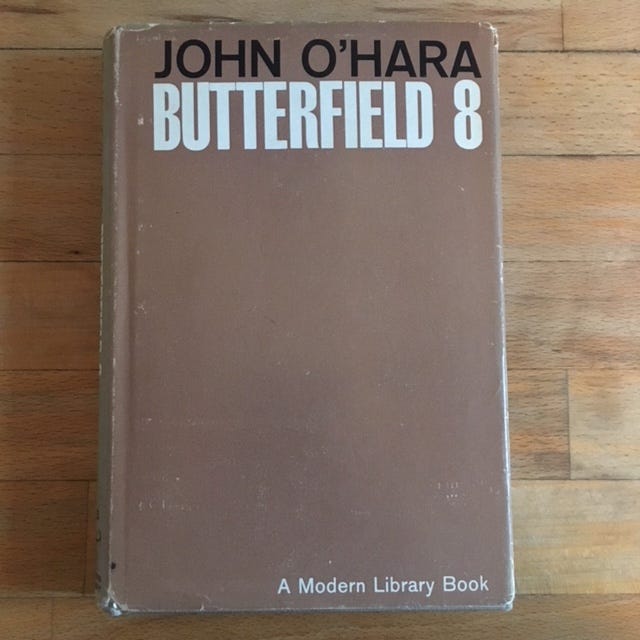 JOHN O'HARA
BUTTERFIELD 8
A Modern Library Book